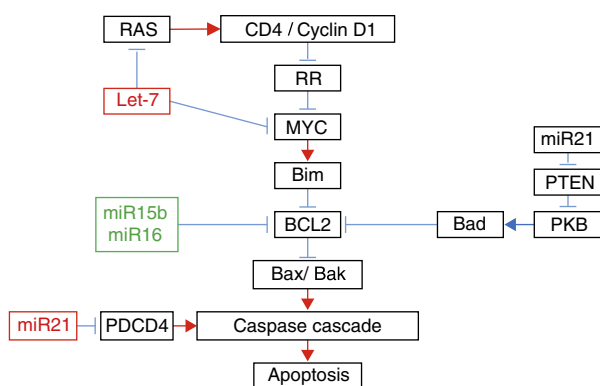 RAS
CD4 / Cyclin D1
RR
Let-7
MYC
miR21
Bim
PTEN
miR15b
miR16
BCL2
Bad
PKB
Bax/ Bak
miR21
PDCD4
Caspase cascade
Apoptosis